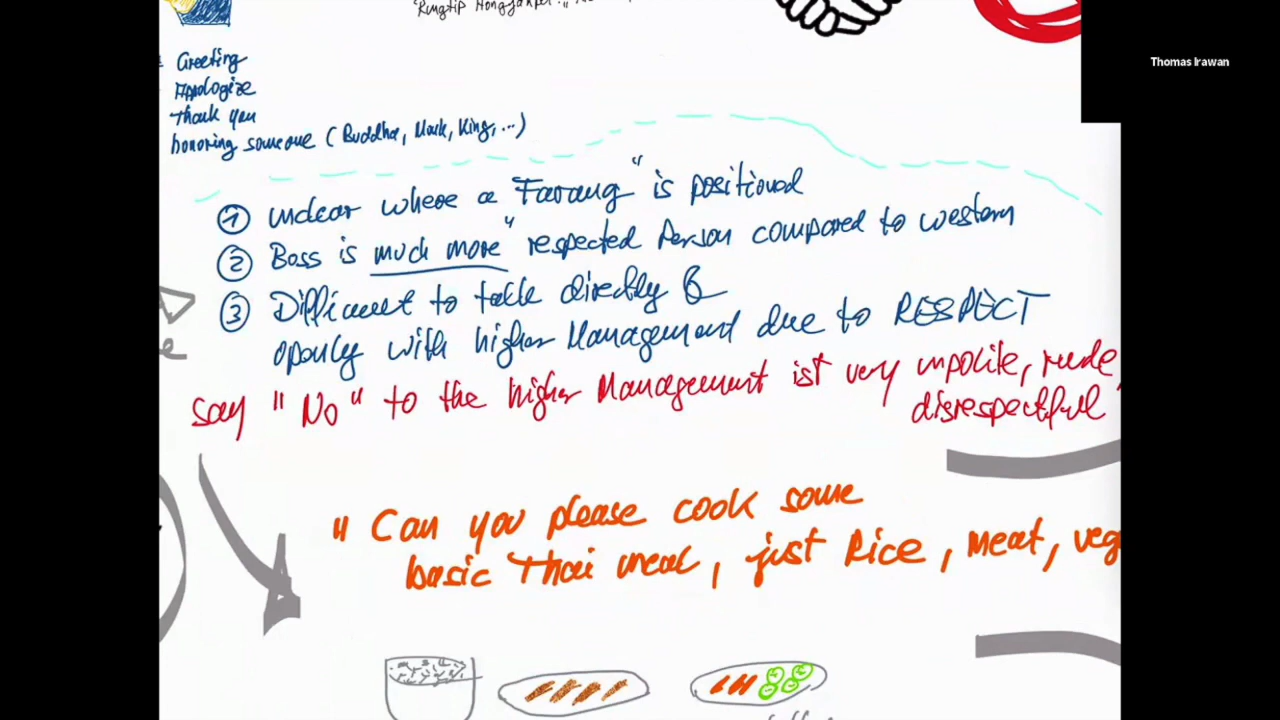 Thomas Irawan
Greeting
Apologize
Thank you
honoring someone (Buddha, Monk, King, ...)
① unclear where a "Farang" is positioned
② Boss is "much more" respected Person compared to western
③ Difficult to talk directly &
openly with higher Management due to RESPECT
say "No" to the higher Management ist very unpolite, rude,
disrespectful
"Can you please cook some
basic Thai meal, just Rice, meat, veg